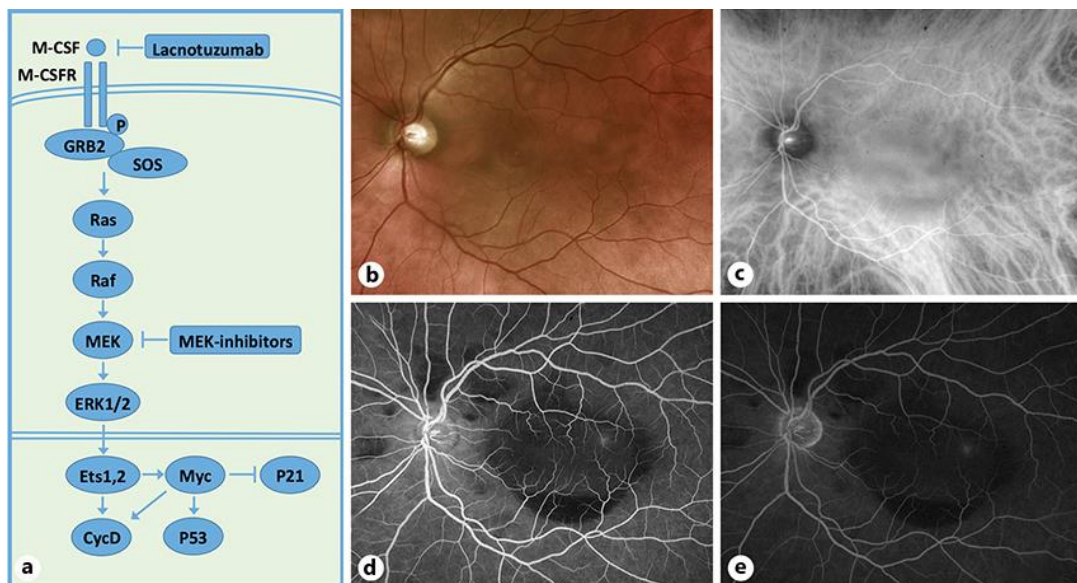 M-CSF
Lacnotuzumab
M-CSFR
P
GRB2
SOS
Ras
Raf
MEK
MEK-inhibitors
ERK1/2
Ets1,2
Myc
P21
CycD
P53
a
b
c
d
e